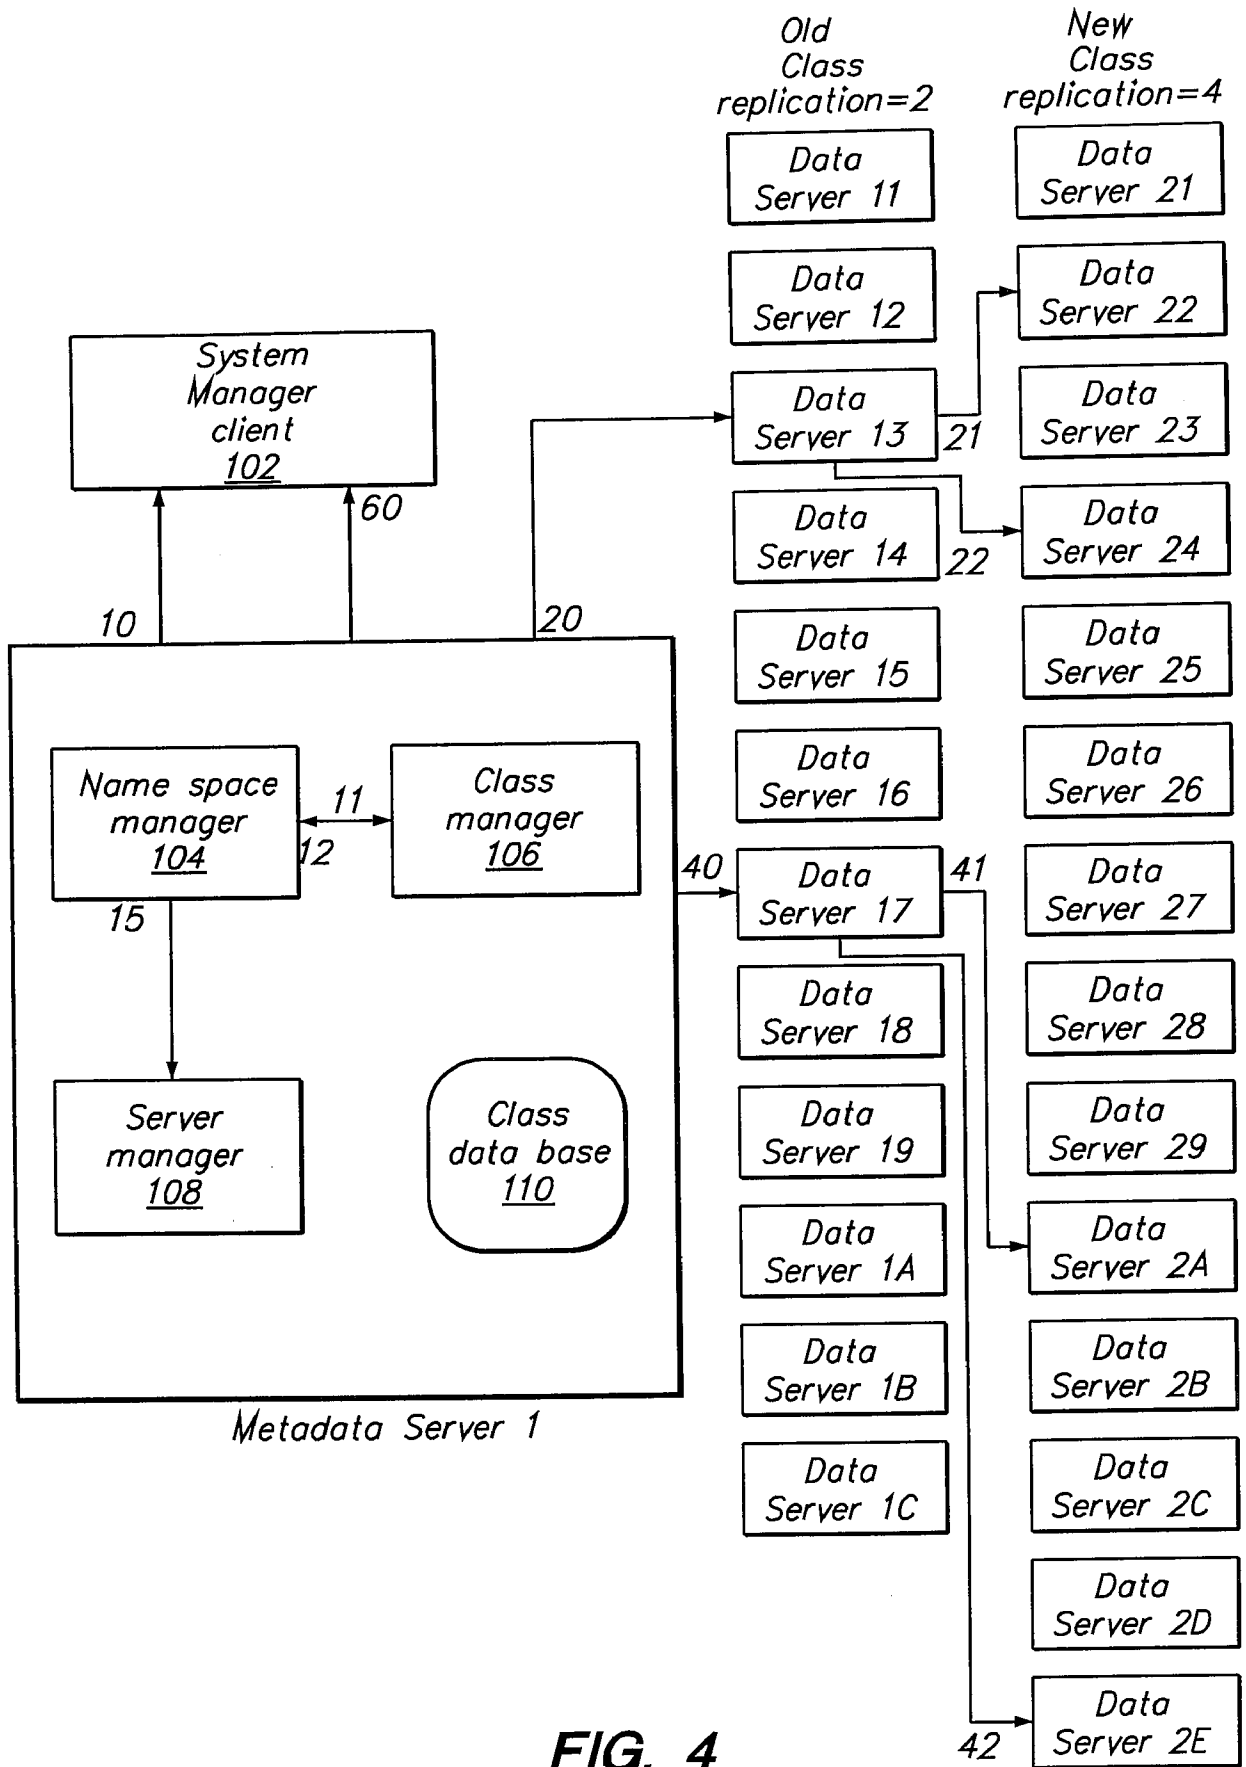 Old
Class
replication=2
New
Class
replication=4
Data
Server 11
Data
Server 21
Data
Server 12
Data
Server 22
System
Manager
client
102
Data
Server 13
21
Data
Server 23
60
Data
Server 14
22
Data
Server 24
10
20
Data
Server 15
Data
Server 25
Name space
manager
104
11
12
Class
manager
106
Data
Server 16
Data
Server 26
15
40
Data
Server 17
41
Data
Server 27
Data
Server 18
Data
Server 28
Server
manager
108
Class
data base
110
Data
Server 19
Data
Server 29
Data
Server 1A
Data
Server 2A
Data
Server 1B
Data
Server 2B
Metadata Server 1
Data
Server 1C
Data
Server 2C
Data
Server 2D
42
Data
Server 2E
FIG. 4